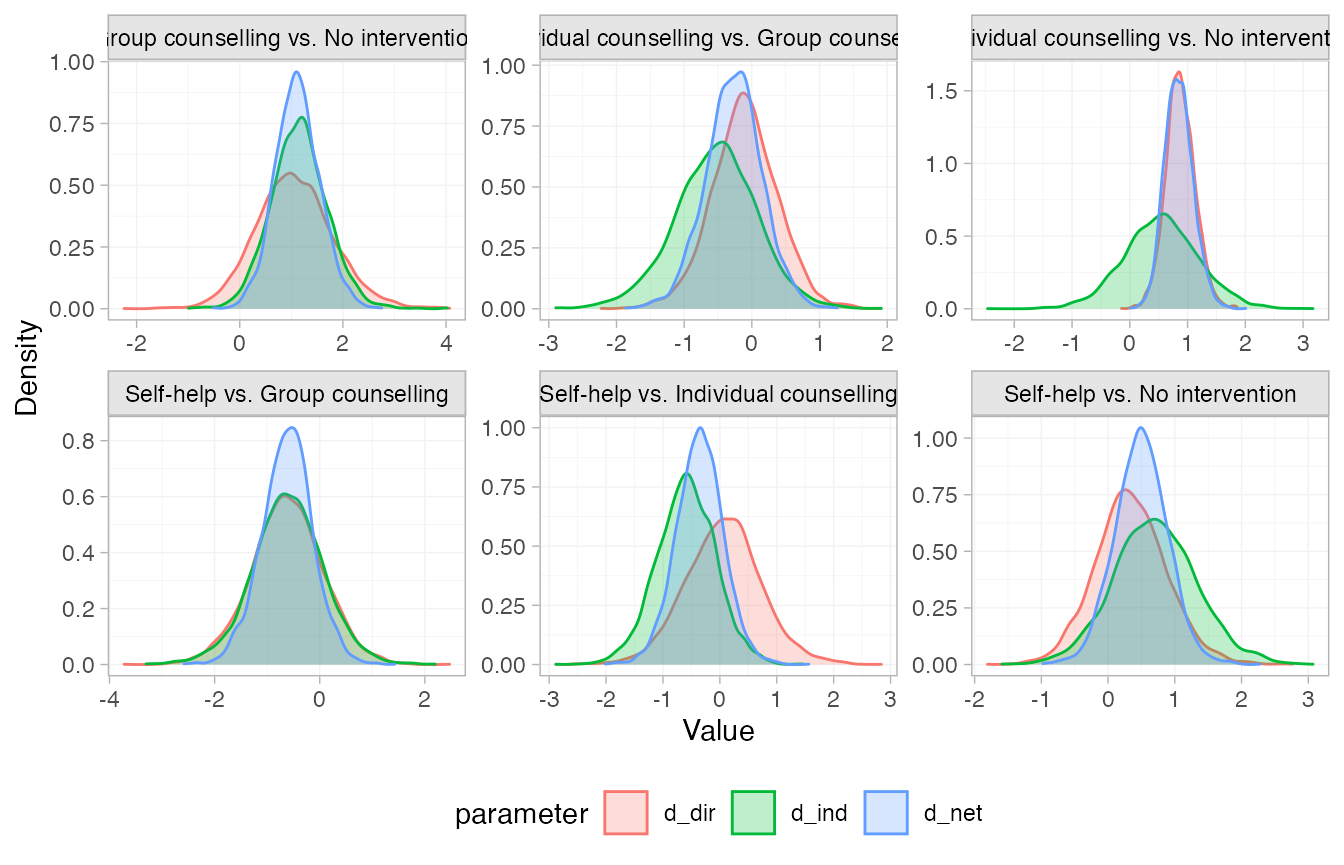 roup counselling vs. No interventio
vidual counselling vs. Group counse
ividual counselling vs. No intervent
1.00
0.75
0.50
0.25
0.00
-2 0 2 4
1.00
0.75
0.50
0.25
0.00
-3 -2 -1 0 1 2
1.5
1.0
0.5
0.0
-2 -1 0 1 2 3
Density
Self-help vs. Group counselling
Self-help vs. Individual counselling
Self-help vs. No intervention
0.8
0.6
0.4
0.2
0.0
-4 -2 0 2
1.00
0.75
0.50
0.25
0.00
-3 -2 -1 0 1 2 3
1.00
0.75
0.50
0.25
0.00
-2 -1 0 1 2 3
Value
parameter d_dir d_ind d_net